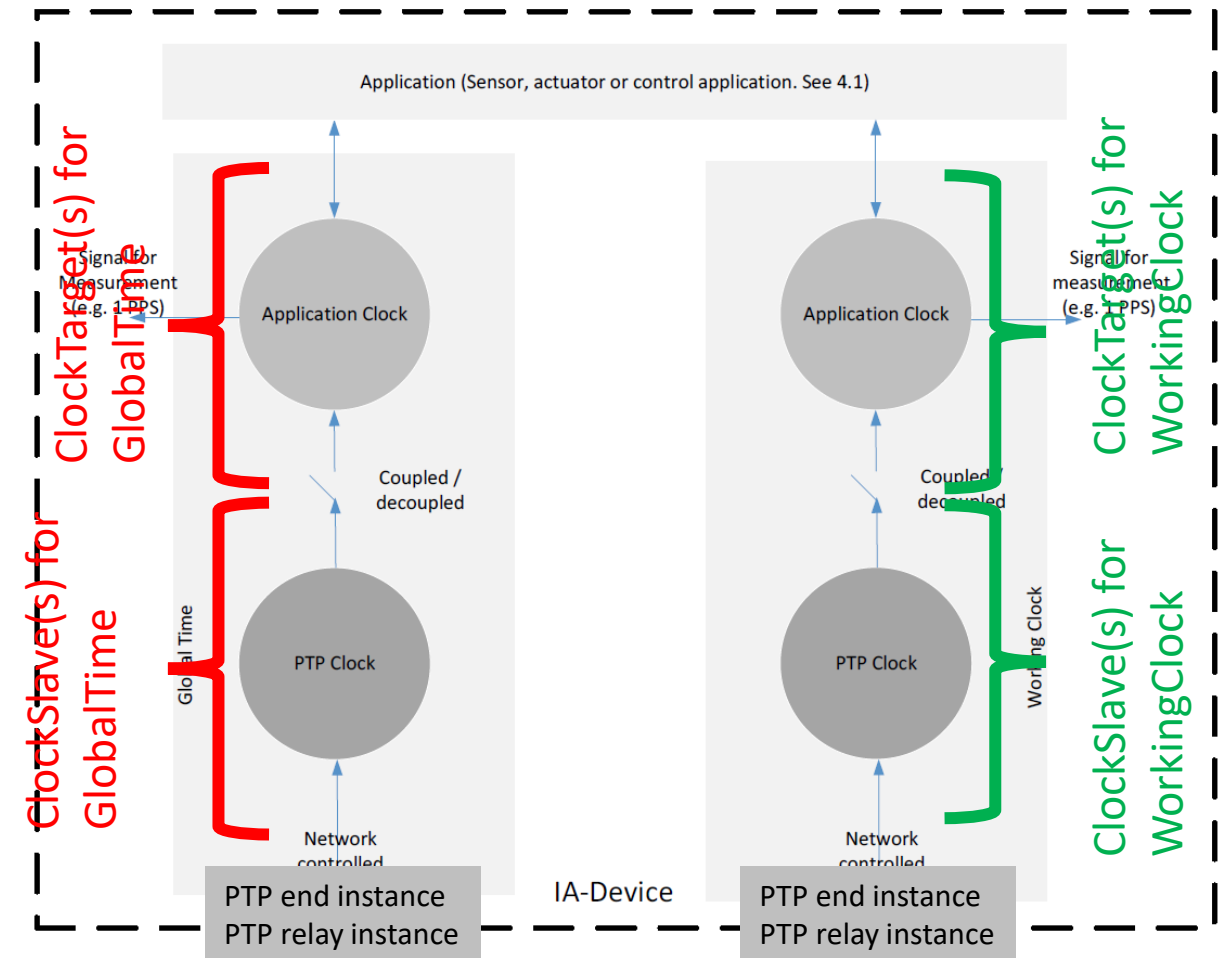 Application (Sensor, actuator or control application. See 4.1)
ClockTarget(s) for
GlobalTime
Signal for
Measurement
(e.g. 1 PPS)
Application Clock
Application Clock
Signal for
measurement
(e.g. 1 PPS)
ClockTarget(s) for
WorkingClock
Coupled /
decoupled
Coupled /
decoupled
ClockSlave(s) for
GlobalTime
Global Time
PTP Clock
PTP Clock
Working Clock
ClockSlave(s) for
WorkingClock
Network
controlled
Network
controlled
PTP end instance
PTP relay instance
IA-Device
PTP end instance
PTP relay instance